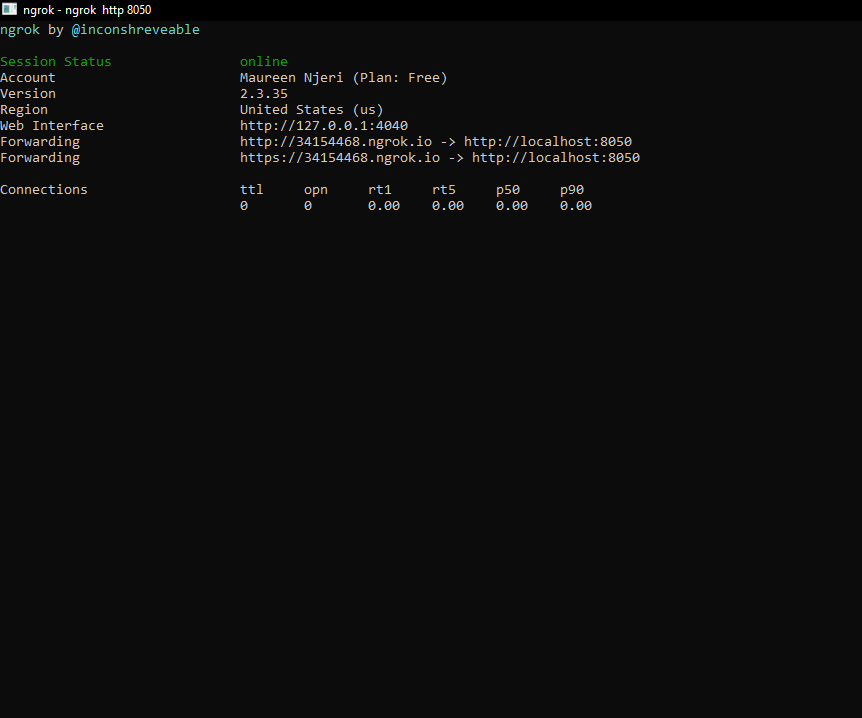 ngrok - ngrok  http 8050
ngrok by @inconshreveable
Session Status                online
Account                       Maureen Njeri (Plan: Free)
Version                       2.3.35
Region                        United States (us)
Web Interface                 http://127.0.0.1:4040
Forwarding                    http://34154468.ngrok.io -> http://localhost:8050
Forwarding                    https://34154468.ngrok.io -> http://localhost:8050
Connections                   ttl     opn     rt1     rt5     p50     p90
                              0       0       0.00    0.00    0.00    0.00